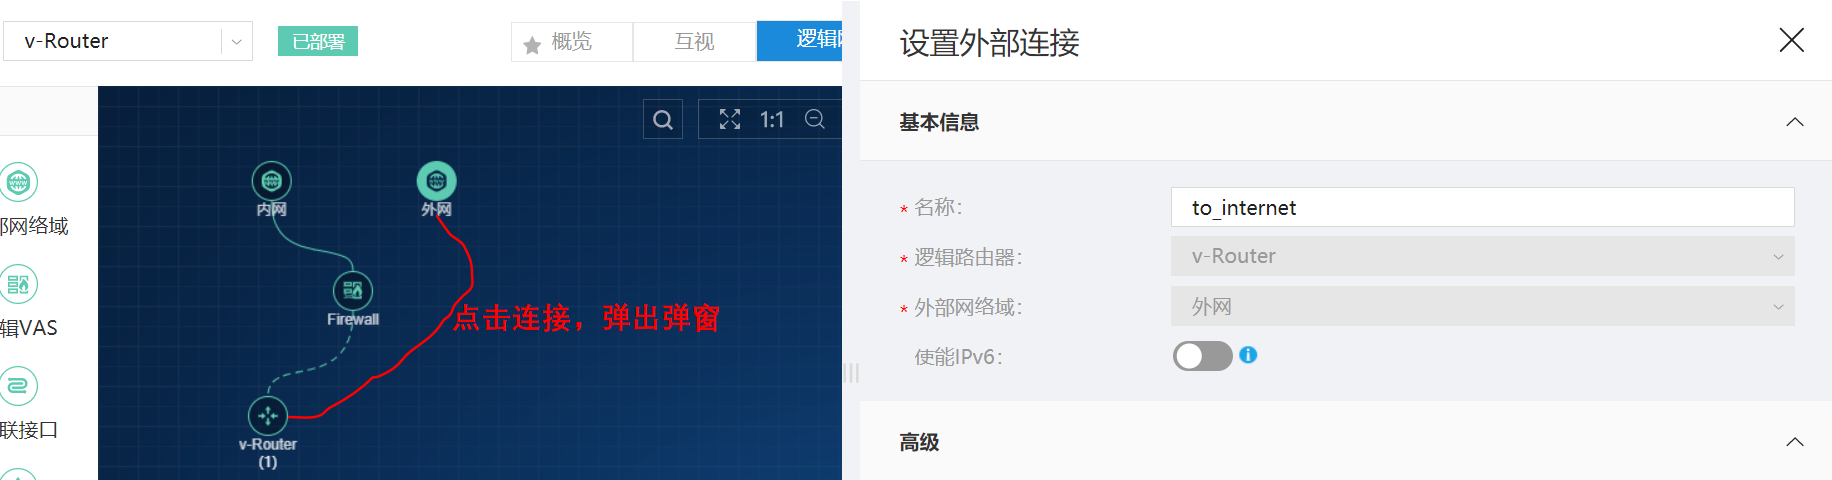 v-Router
已部署
概览
互视
逻辑网
1:1
部网络域
辑VAS
联接口
内网
外网
Firewall
点击连接，弹出弹窗
v-Router
(1)
设置外部连接
基本信息
* 名称:
to_internet
* 逻辑路由器:
v-Router
* 外部网络域:
外网
使能IPv6:
高级